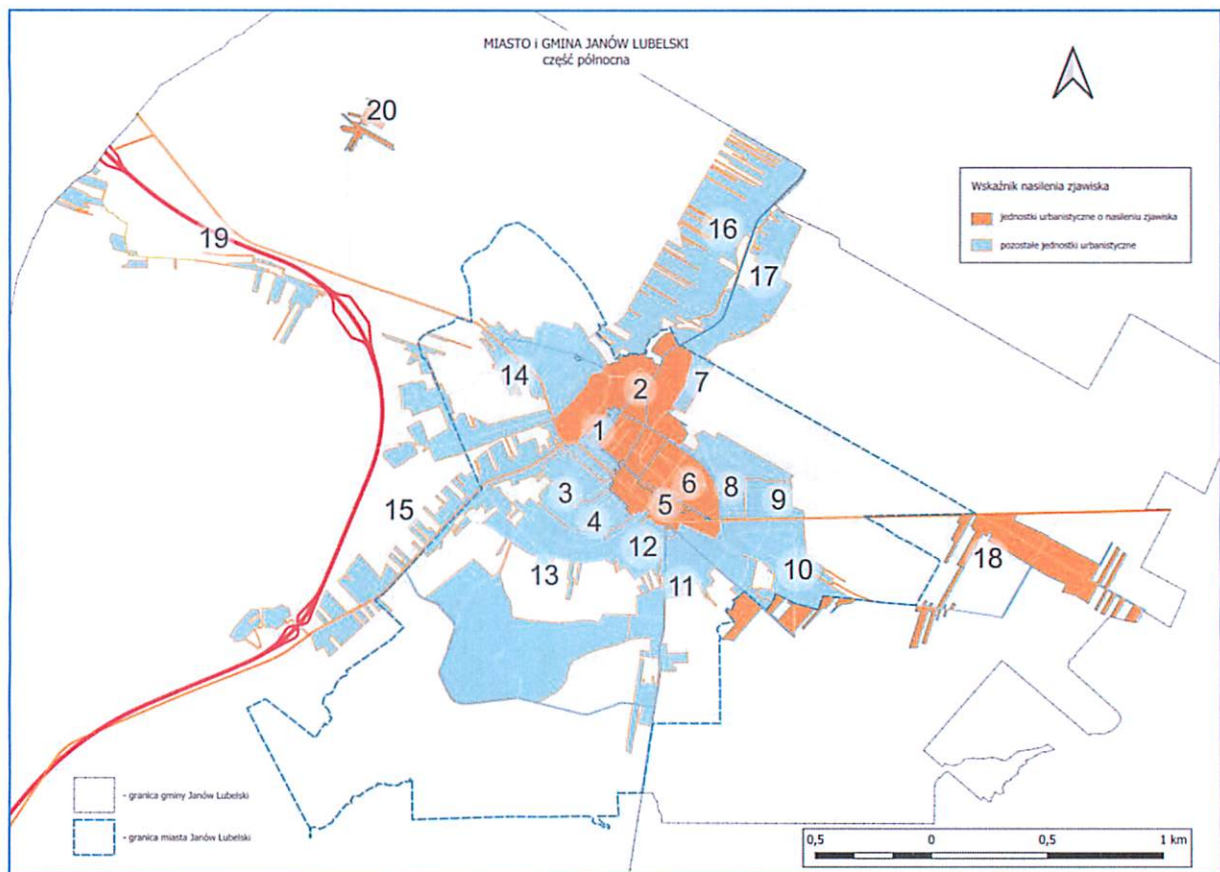 MIASTO i GMINA JANÓW LUBELSKI
część północna
20
Wskaźnik nasilenia zjawiska
jednostki urbanistyczne o nasileniu zjawiska
pozostałe jednostki urbanistyczne
16
19
17
14
7
2
1
6
8
9
3
5
15
4
12
18
13
11
10
- granica gminy Janów Lubelski
- granica miasta Janów Lubelski
0,5 0 0,5 1 km